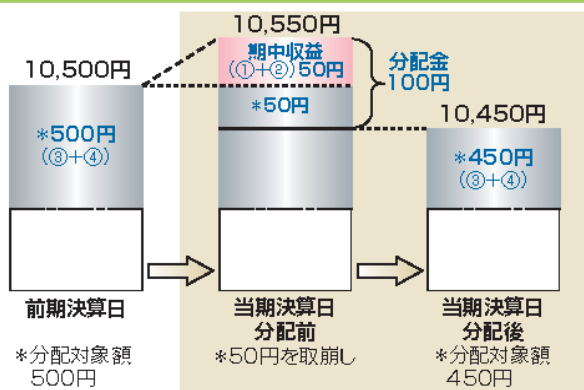 10,500円
*500円
(③+④)
前期決算日
*分配対象額
500円
10,550円
期中収益
(①+②)50円
*50円
分配金
100円
当期決算日
分配前
*50円を取崩し
10,450円
*450円
(③+④)
当期決算日
分配後
*分配対象額
450円